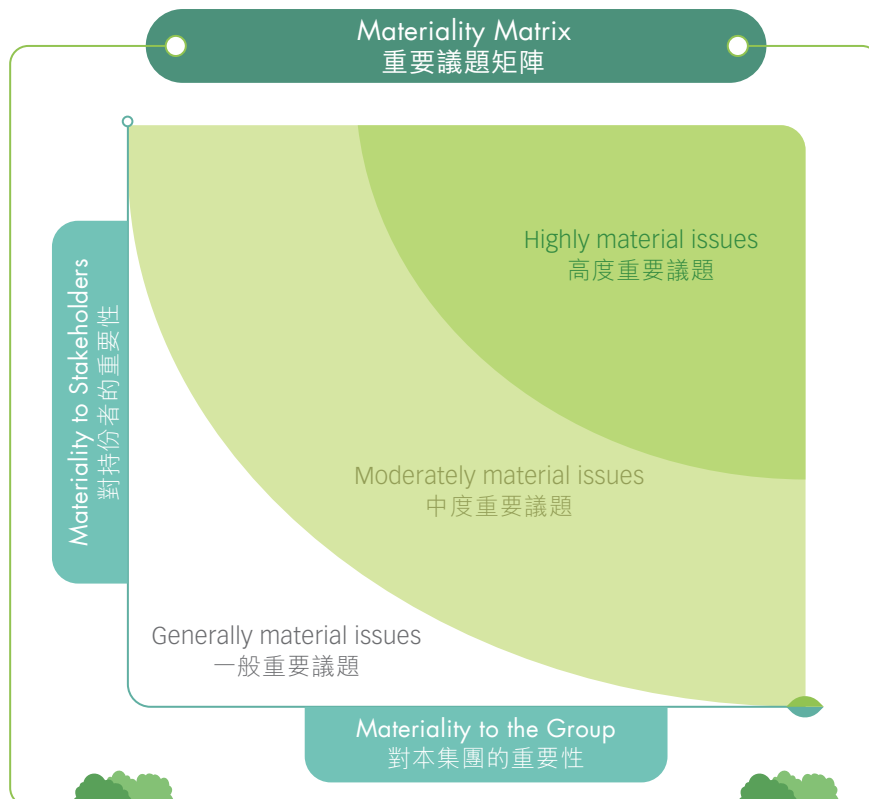 Materiality Matrix
重要議題矩陣
Highly material issues
高度重要議題
Materiality to Stakeholders
對持份者的重要性
Moderately material issues
中度重要議題
Generally material issues
一般重要議題
Materiality to the Group
對本集團的重要性